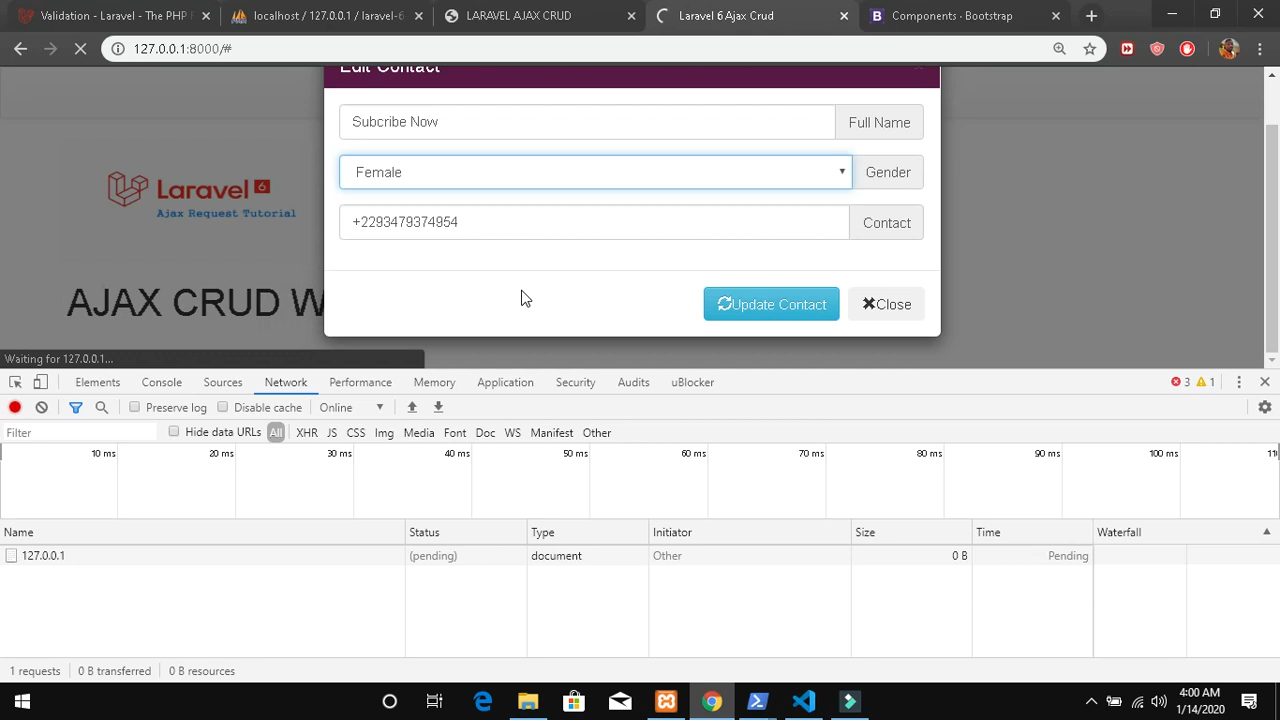 Validation - Laravel - The PHP F
localhost / 127.0.0.1 / laravel-6
LARAVEL AJAX CRUD
Laravel 6 Ajax Crud
Components · Bootstrap
127.0.0.1:8000/#
Edit Contact
Subcribe Now
Full Name
Female
Gender
+2293479374954
Contact
Update Contact
Close
Laravel 6
Ajax Request Tutorial
AJAX CRUD W
Waiting for 127.0.0.1...
Elements Console Sources Network Performance Memory Application Security Audits uBlocker 3 1
Preserve log Disable cache Online
Filter Hide data URLs All XHR JS CSS Img Media Font Doc WS Manifest Other
10 ms 20 ms 30 ms 40 ms 50 ms 60 ms 70 ms 80 ms 90 ms 100 ms 11
Name Status Type Initiator Size Time Waterfall
127.0.0.1 (pending) document Other 0 B Pending
1 requests 0 B transferred 0 B resources
4:00 AM
1/14/2020